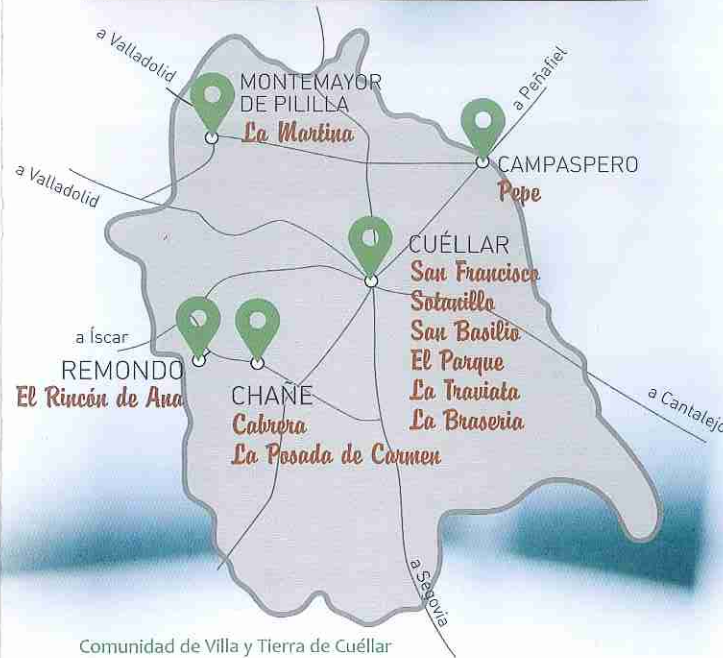 a Valladolid
MONTEMAYOR
DE PILILLA
La Martina
a Peñafiel
CAMPASPERO
Pepe
a Valladolid
CUÉLLAR
San Francisco
Sotanillo
San Basilio
El Parque
La Traviata
La Braseria
a Íscar
REMONDO
El Rincón de Ana
CHAÑE
Cabrera
La Posada de Carmen
a Cantalejo
a Segovia
Comunidad de Villa y Tierra de Cuéllar